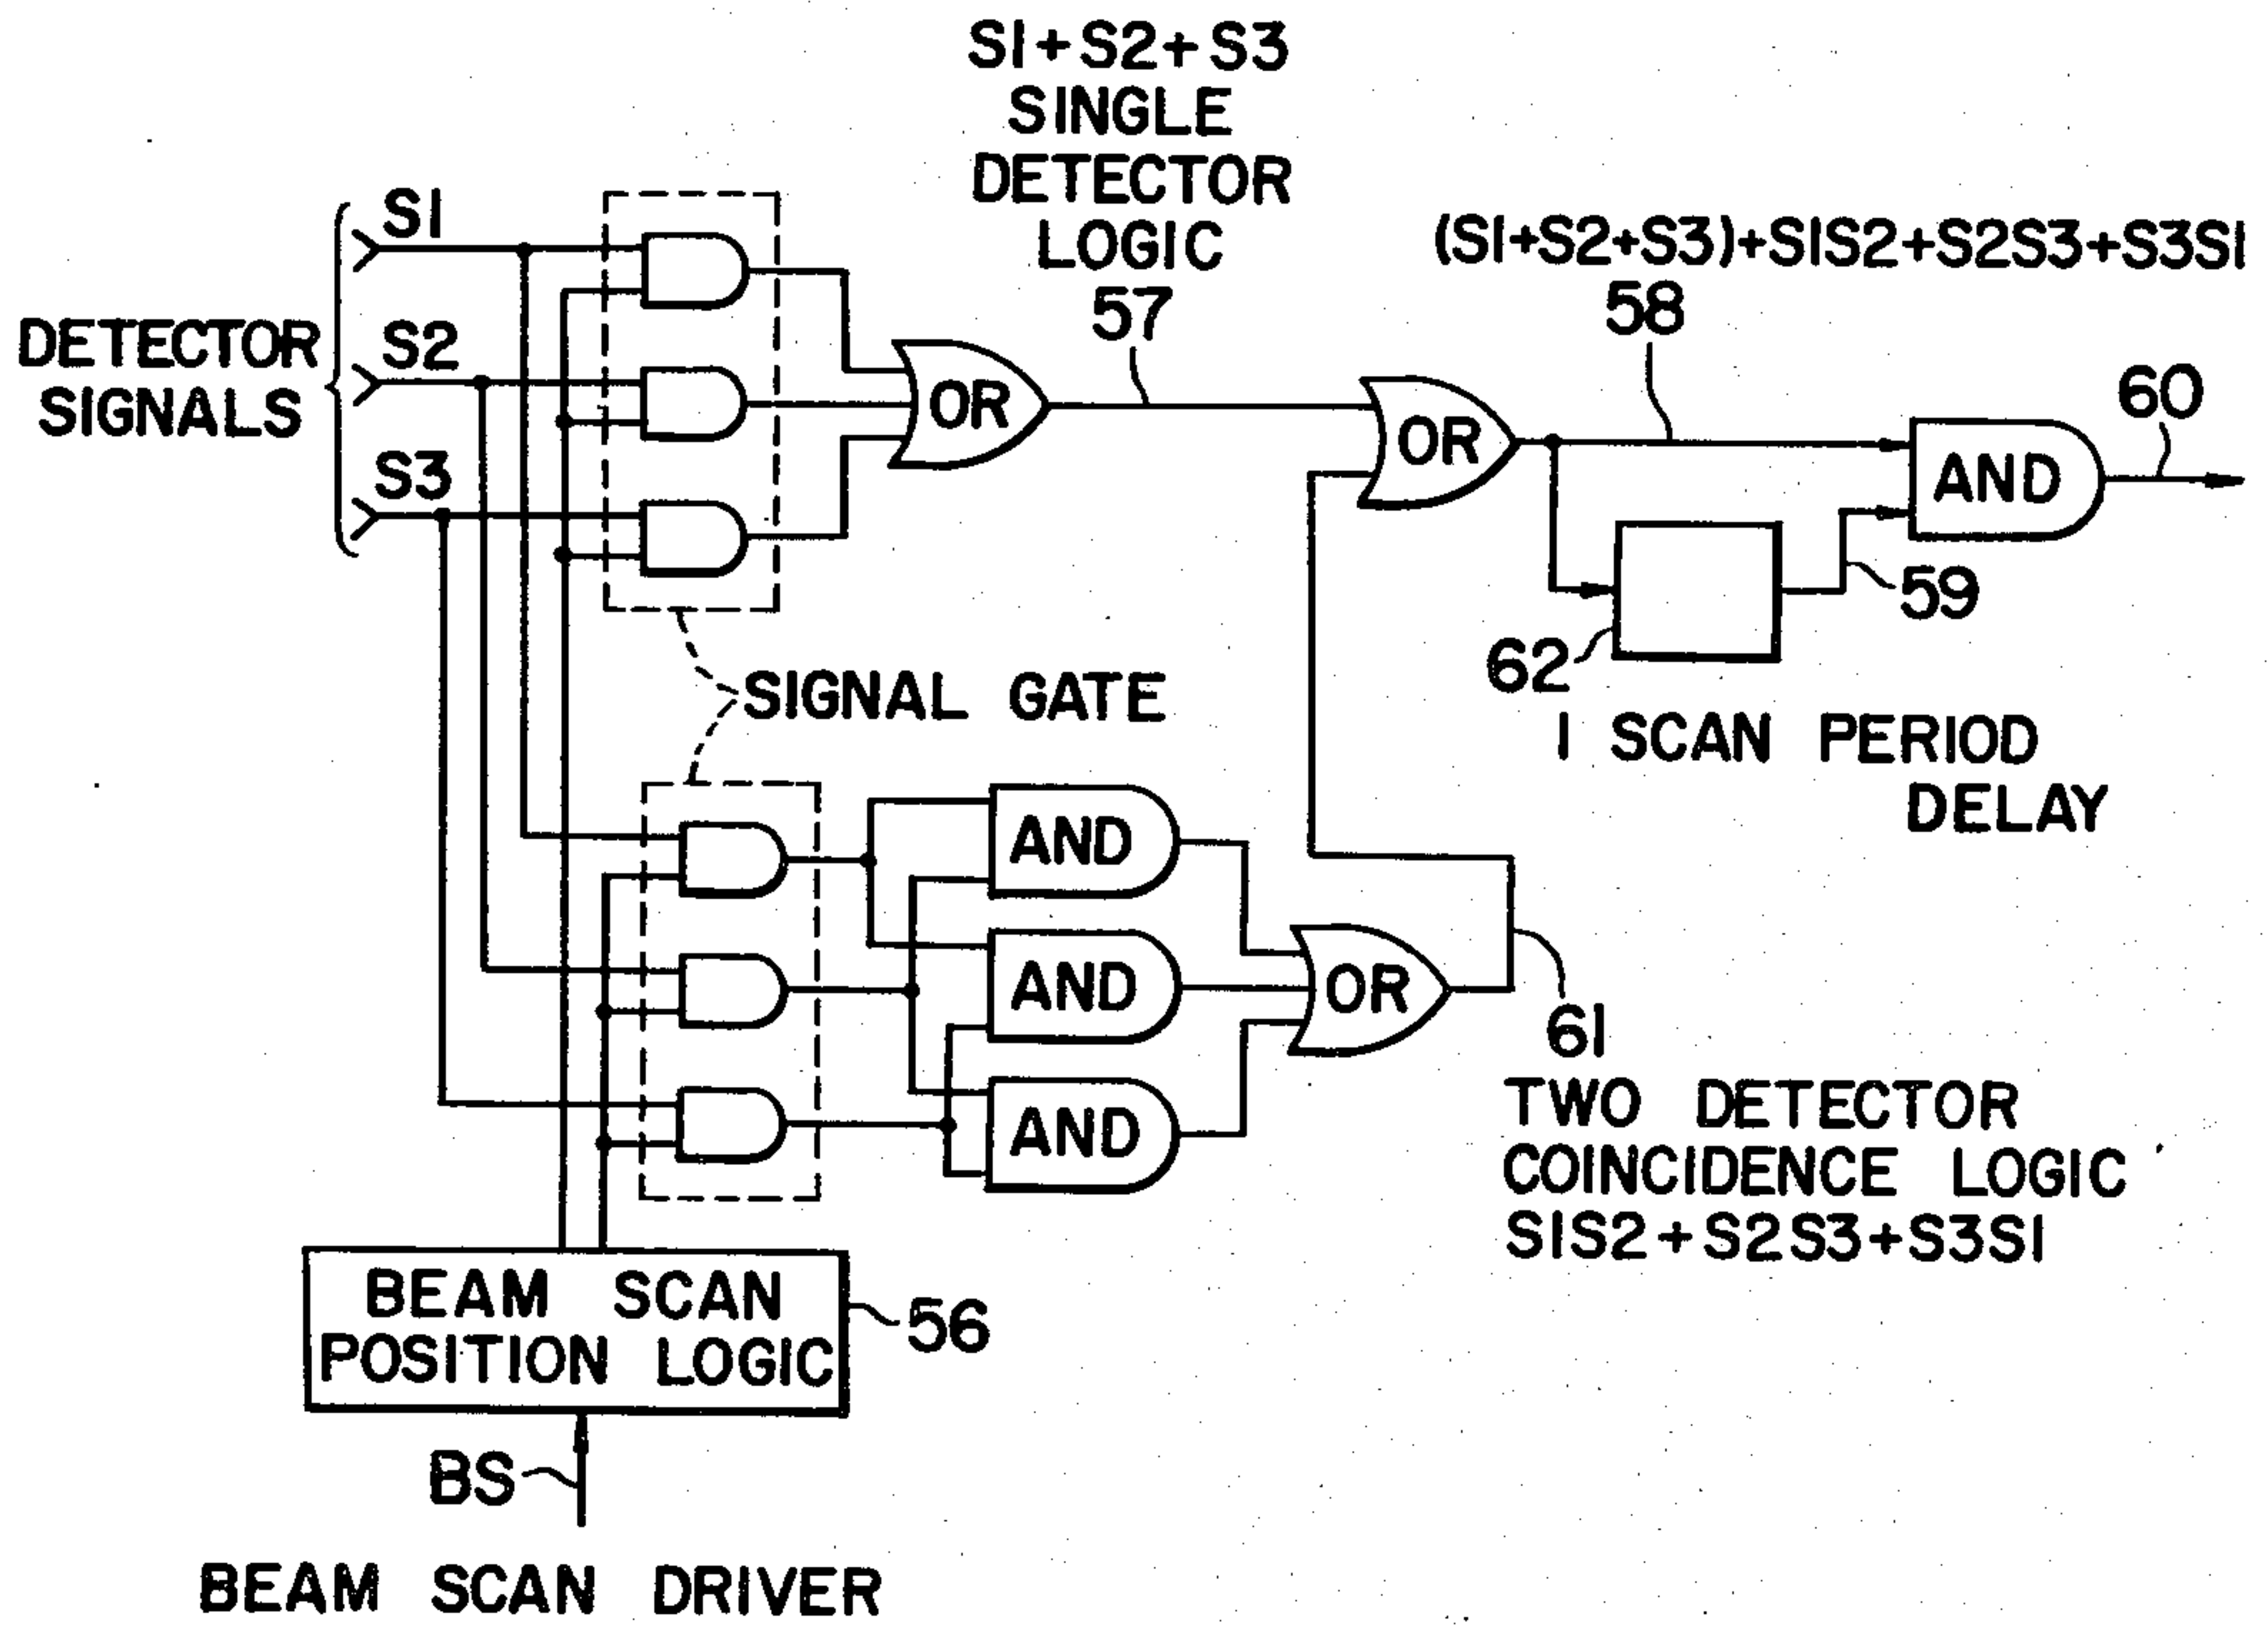 S1+S2+S3
SINGLE
DETECTOR
LOGIC
57
(S1+S2+S3)+S1S2+S2S3+S3S1
58
DETECTOR
SIGNALS
S1
S2
S3
OR
OR
AND
60
59
62
1 SCAN PERIOD
DELAY
SIGNAL GATE
AND
AND
AND
OR
61
TWO DETECTOR
COINCIDENCE LOGIC
S1S2+S2S3+S3S1
BEAM SCAN
POSITION LOGIC
56
BS
BEAM SCAN DRIVER